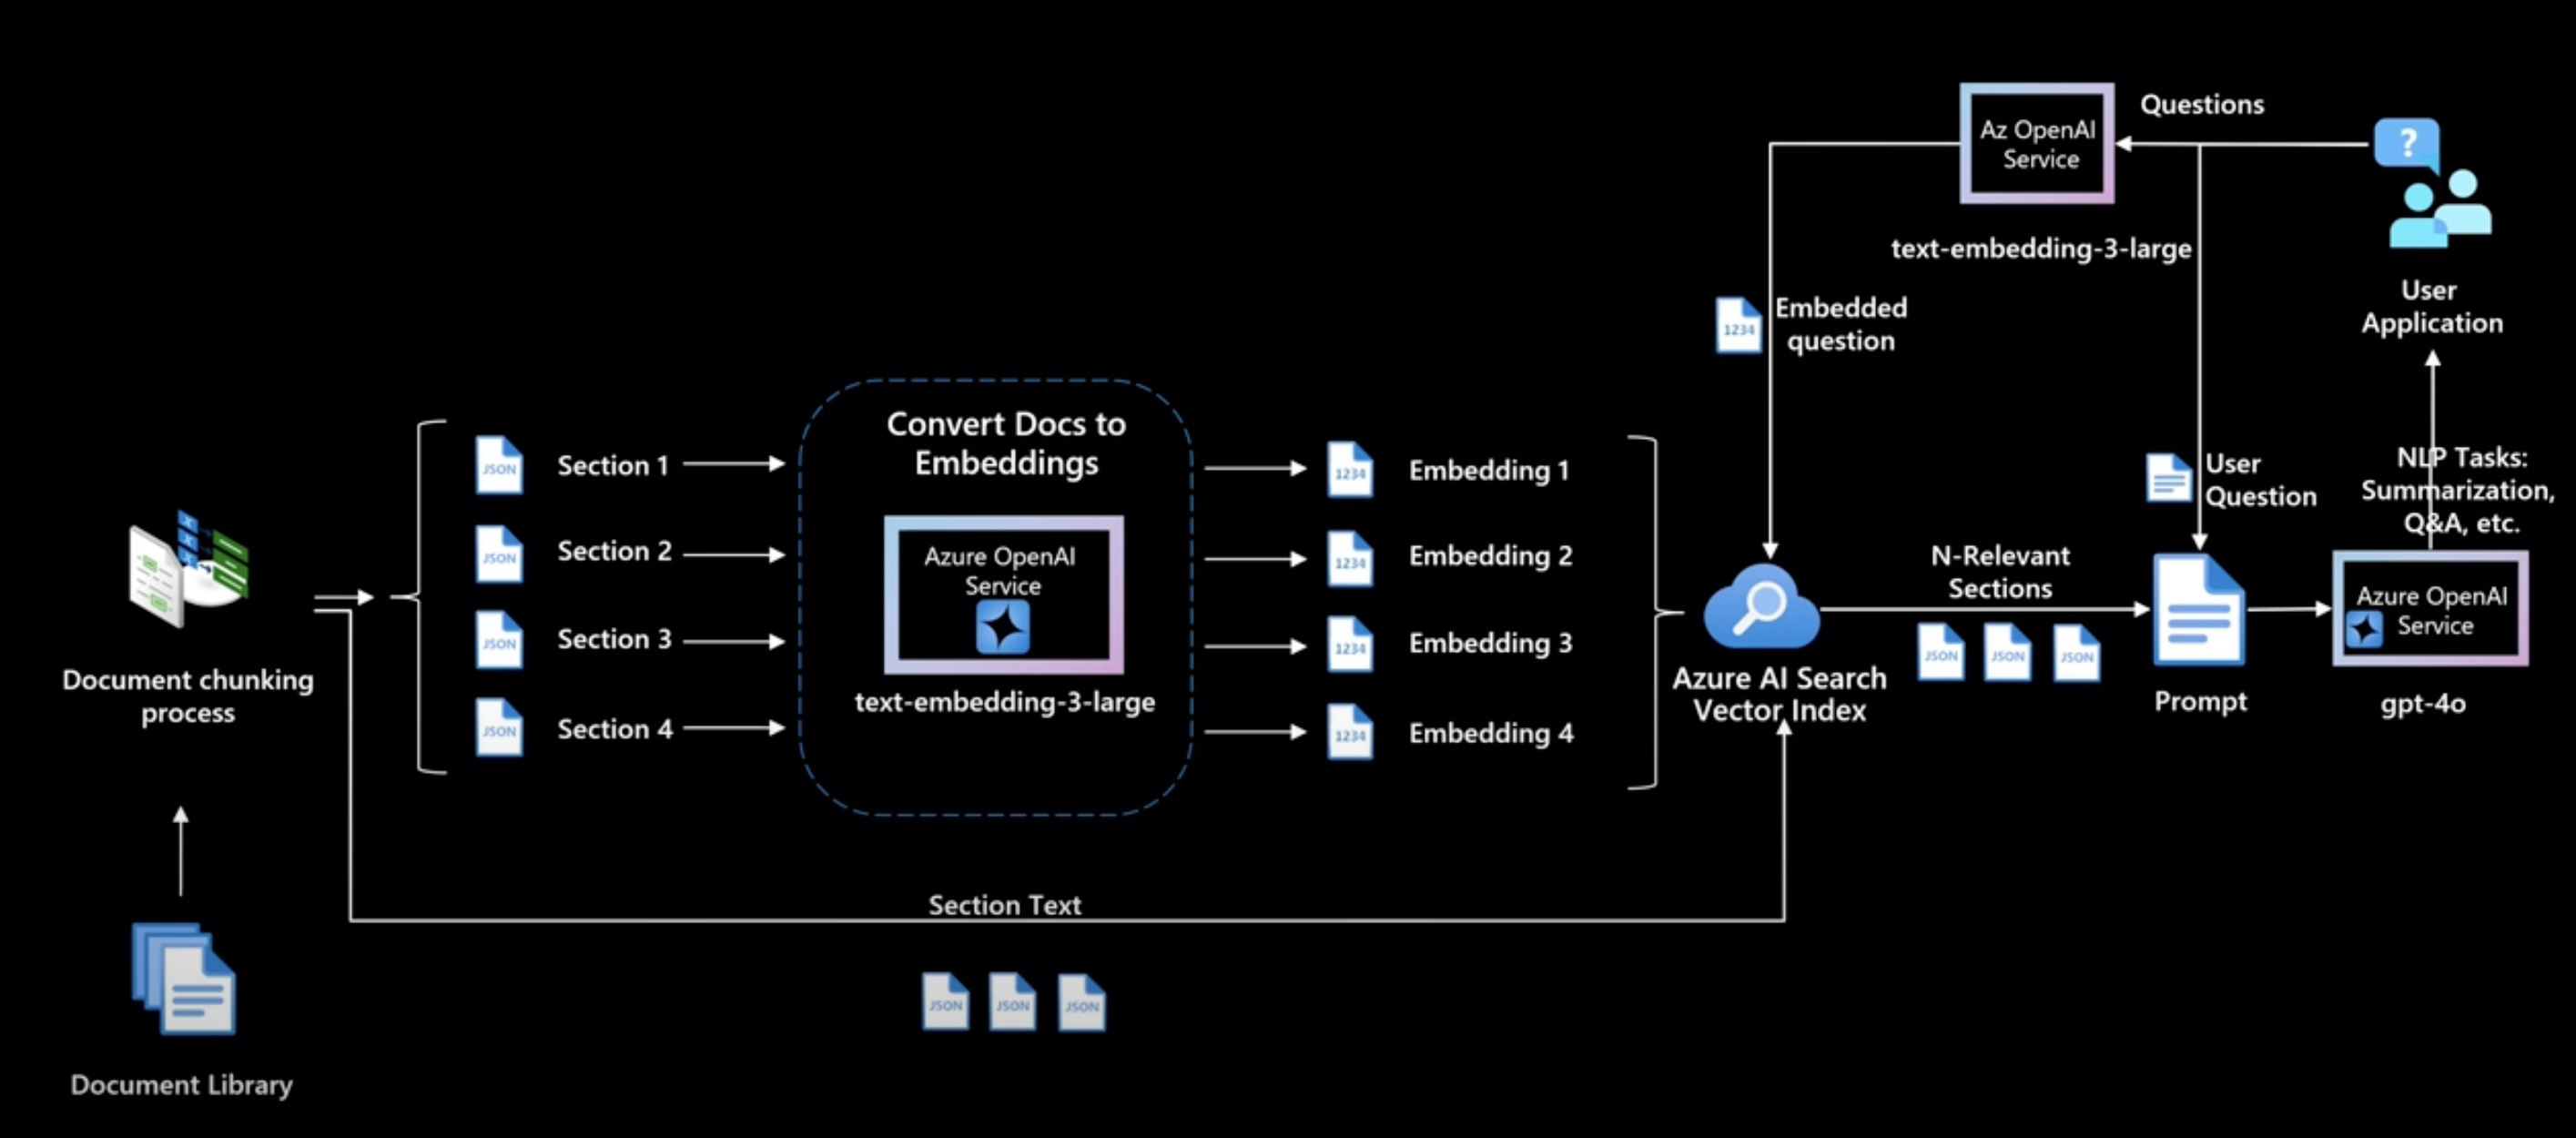 Questions
Az OpenAI
Service
?
text-embedding-3-large
User
Application
1234
Embedded
question
Convert Docs to
Embeddings
Azure OpenAI
Service
text-embedding-3-large
JSON
Section 1
JSON
Section 2
JSON
Section 3
JSON
Section 4
1234
Embedding 1
1234
Embedding 2
1234
Embedding 3
1234
Embedding 4
User
Question
NLP Tasks:
Summarization,
Q&A, etc.
N-Relevant
Sections
JSON
JSON
JSON
Azure OpenAI
Service
Azure AI Search
Vector Index
Prompt
gpt-4o
Document chunking
process
Section Text
JSON
JSON
JSON
Document Library